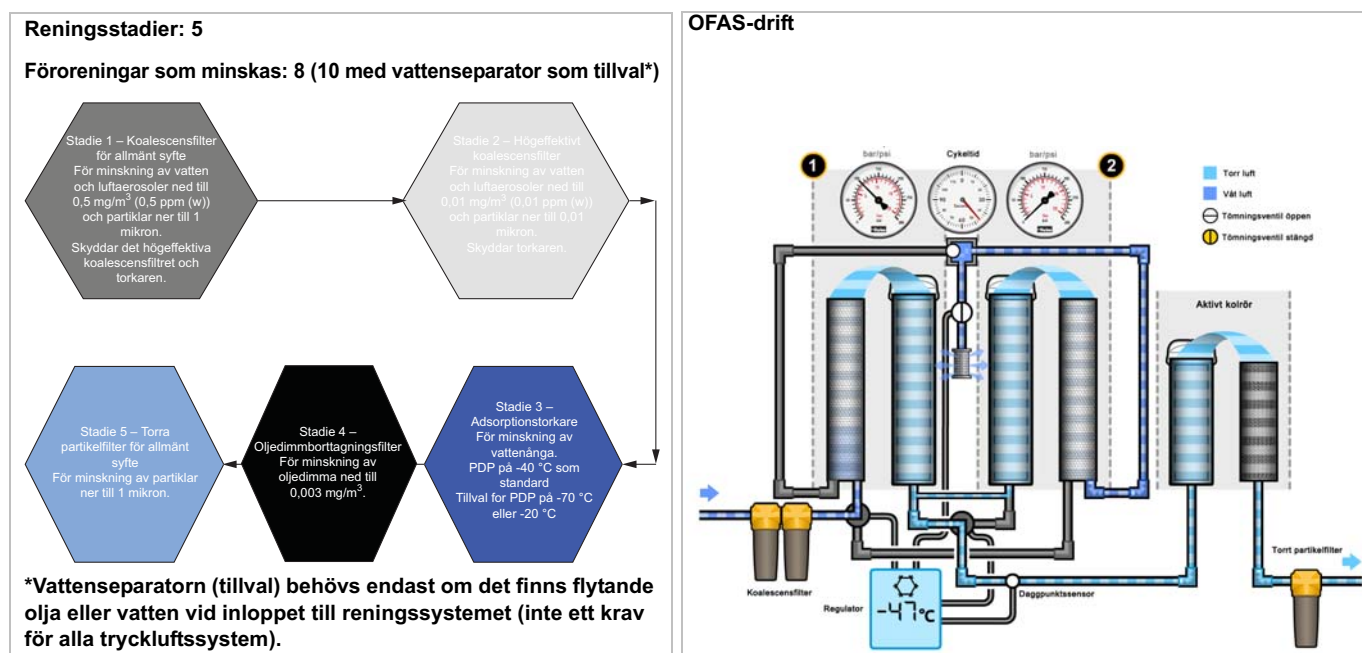 Reningsstadier: 5
Föroreningar som minskas: 8 (10 med vattenseparator som tillval*)
Stadie 1 – Koalescensfilter
för allmänt syfte
För minskning av vatten
och luftaerosoler ned till
0,5 mg/m³ (0,5 ppm (w))
och partiklar ner till 1
mikron.
Skyddar det högeffektiva
koalescensfiltret och
torkaren.
Stadie 2 – Högeffektivt
koalescensfilter
För minskning av vatten
och luftaerosoler ned till
0,01 mg/m³ (0,01 ppm (w))
och partiklar ner till 0,01
mikron.
Skyddar torkaren.
Stadie 3 –
Adsorptionstorkare
För minskning av
vattenånga.
PDP på -40 °C som
standard
Tillval for PDP på -70 °C
eller -20 °C
Stadie 4 –
Oljedimborttagningsfilter
För minskning av
oljedimma ned till
0,003 mg/m³.
Stadie 5 – Torra
partikelfilter för allmänt
syfte
För minskning av partiklar
ner till 1 mikron.
*Vattenseparatorn (tillval) behövs endast om det finns flytande
olja eller vatten vid inloppet till reningssystemet (inte ett krav
för alla tryckluftssystem).
OFAS-drift
1
bar/psi
Cykeltid
bar/psi
2
Torr luft
Våt luft
Tömningsventil öppen
Tömningsventil stängd
Aktivt kolrör
Koalescensfilter
Regulator
-47°C
Daggpunktssensor
Torrt partikelfilter